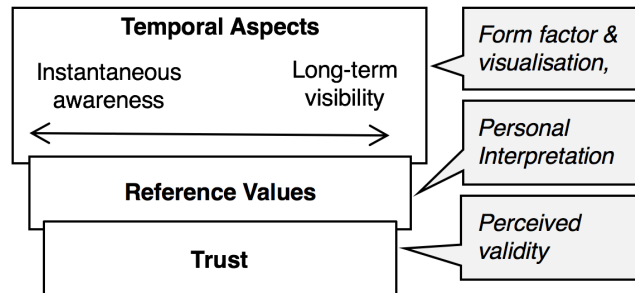 Temporal Aspects
Instantaneous
awareness
Long-term
visibility
Form factor &
visualisation,
Reference Values
Personal
Interpretation
Trust
Perceived
validity